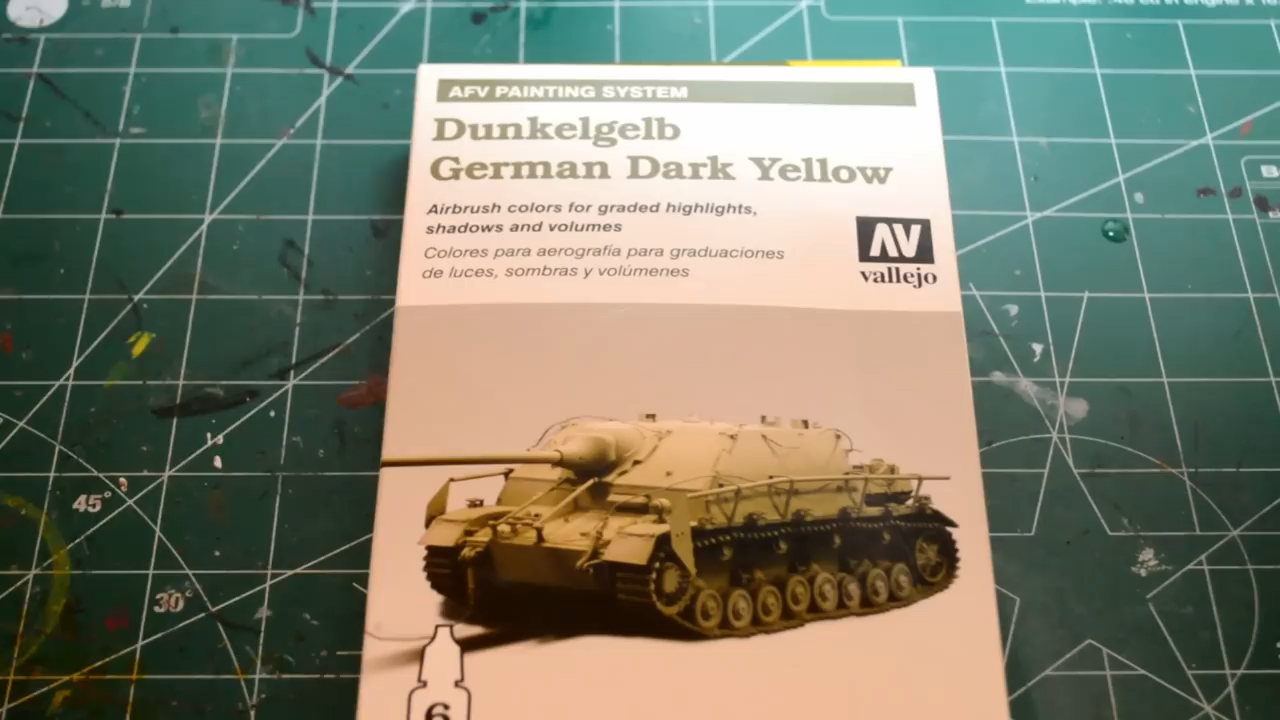 AFV PAINTING SYSTEM
Dunkelgelb
German Dark Yellow
Airbrush colors for graded highlights,
shadows and volumes
Colores para aerografía para graduaciones
de luces, sombras y volúmenes
AV
vallejo
45°
30°
6
B